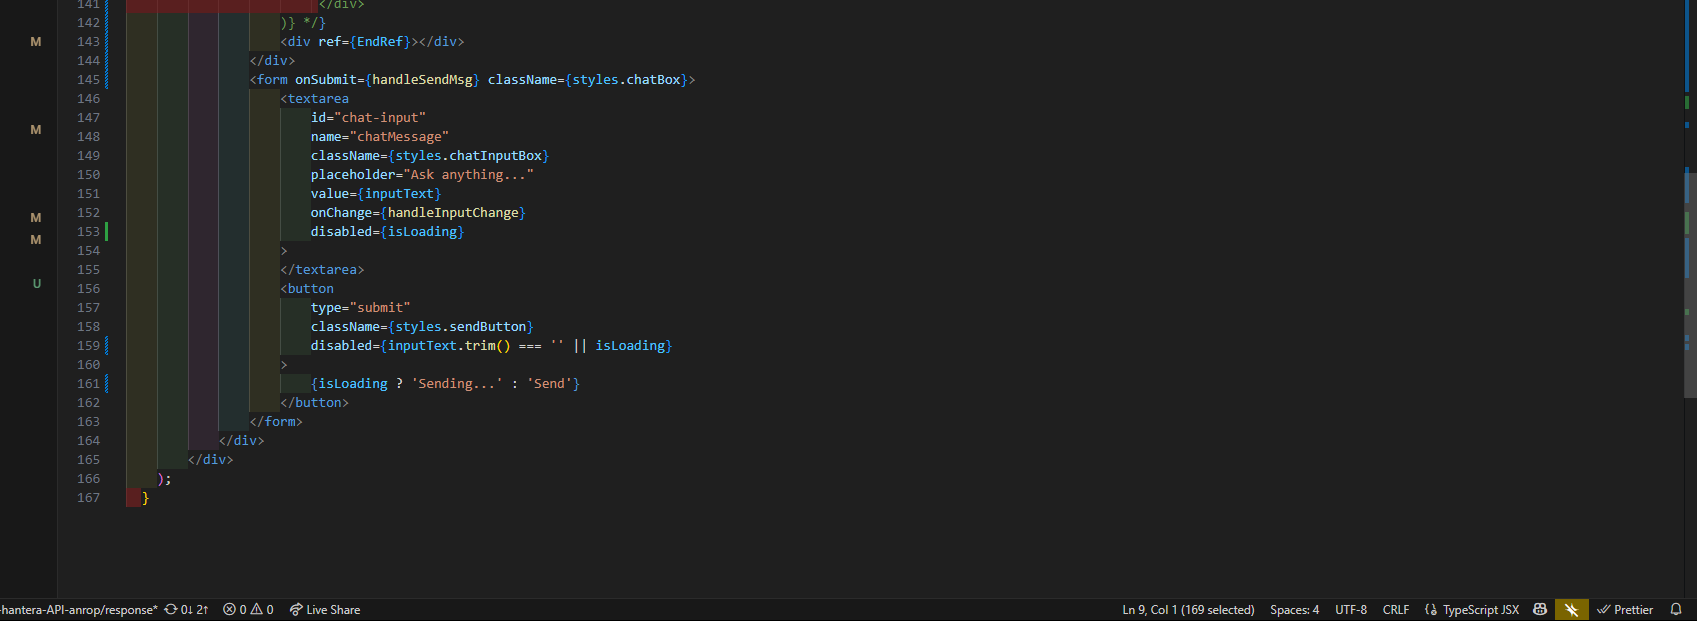 141 </div>
142 )} */}
M 143 <div ref={EndRef}></div>
144 </div>
145 <form onSubmit={handleSendMsg} className={styles.chatBox}>
146 <textarea
147 id="chat-input"
M 148 name="chatMessage"
149 className={styles.chatInputBox}
150 placeholder="Ask anything..."
151 value={inputText}
M 152 onChange={handleInputChange}
M 153 disabled={isLoading}
154 >
155 </textarea>
U 156 <button
157 type="submit"
158 className={styles.sendButton}
159 disabled={inputText.trim() === '' || isLoading}
160 >
161 {isLoading ? 'Sending...' : 'Send'}
162 </button>
163 </form>
164 </div>
165 </div>
166 );
167 }
-hantera-API-anrop/response* 0↓ 2↑ 0 0 Live Share Ln 9, Col 1 (169 selected) Spaces: 4 UTF-8 CRLF TypeScript JSX Prettier